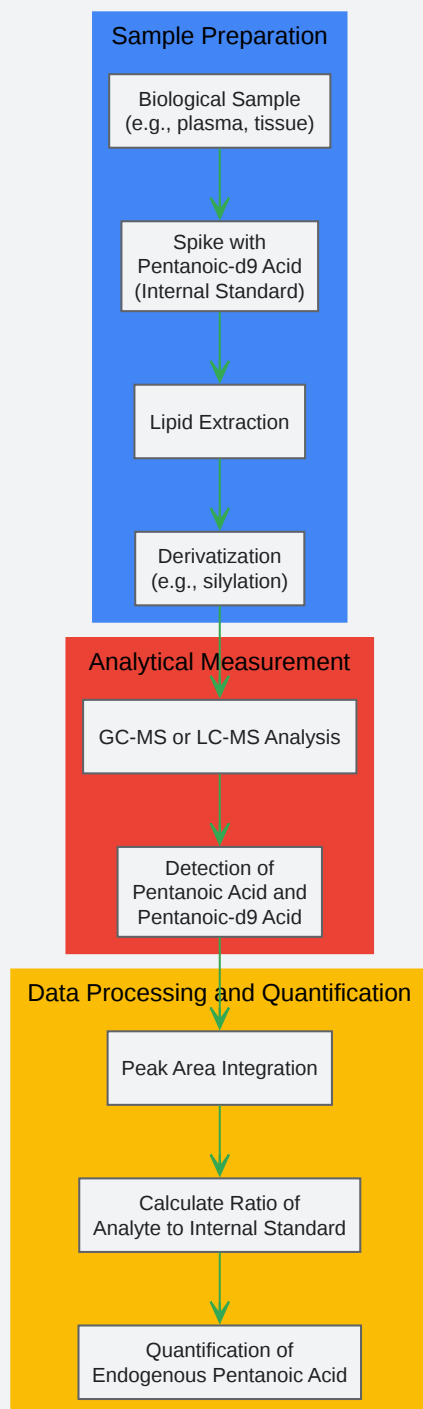 Sample Preparation
Biological Sample
(e.g., plasma, tissue)
Spike with
Pentanoic-d9 Acid
(Internal Standard)
Lipid Extraction
Derivatization
(e.g., silylation)
Analytical Measurement
GC-MS or LC-MS Analysis
Detection of
Pentanoic Acid and
Pentanoic-d9 Acid
Data Processing and Quantification
Peak Area Integration
Calculate Ratio of
Analyte to Internal Standard
Quantification of
Endogenous Pentanoic Acid